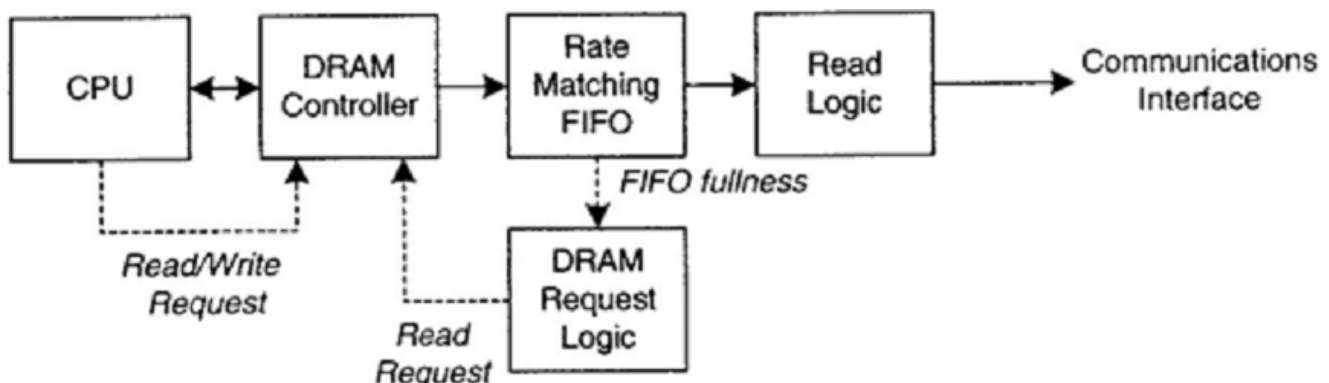 CPU
DRAM
Controller
Rate
Matching
FIFO
Read
Logic
Communications
Interface
FIFO fullness
Read/Write
Request
DRAM
Request
Logic
Read
Request